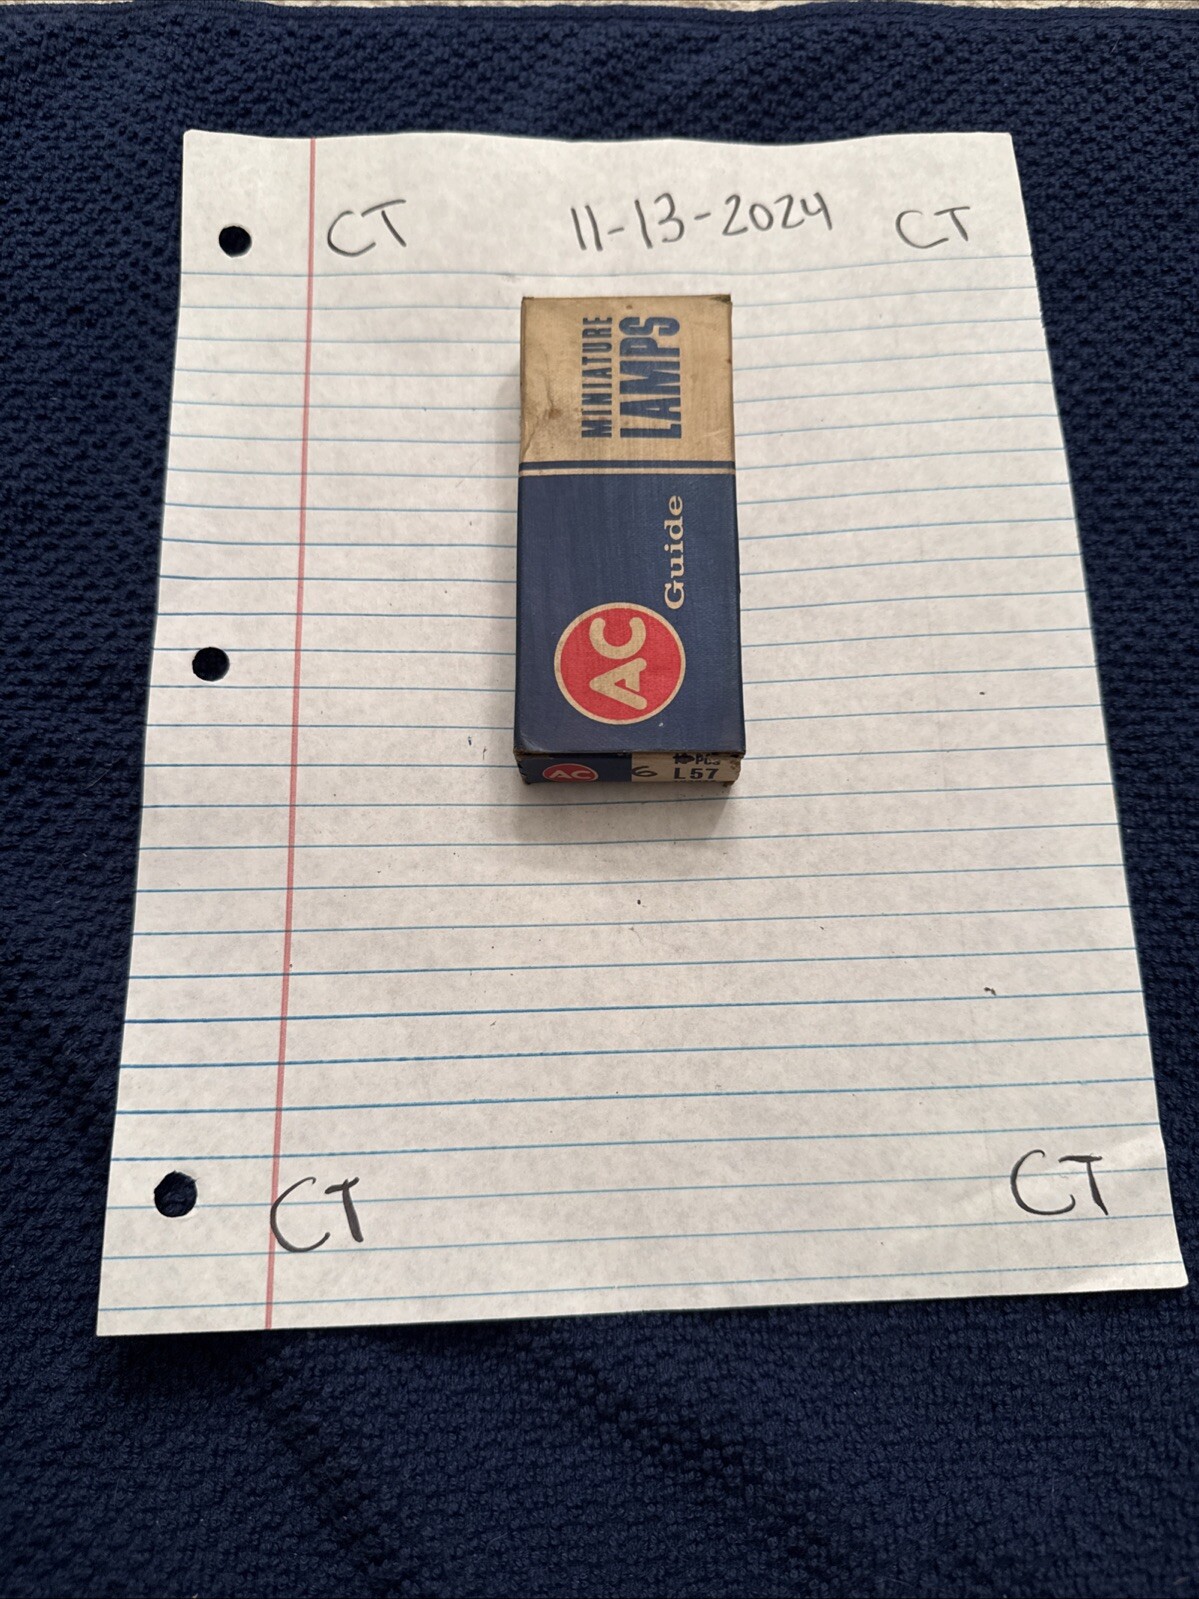 CT 11-13-2024 CT
MINIATURE
LAMPS
Guide
AC
AC 6 L57
CT CT